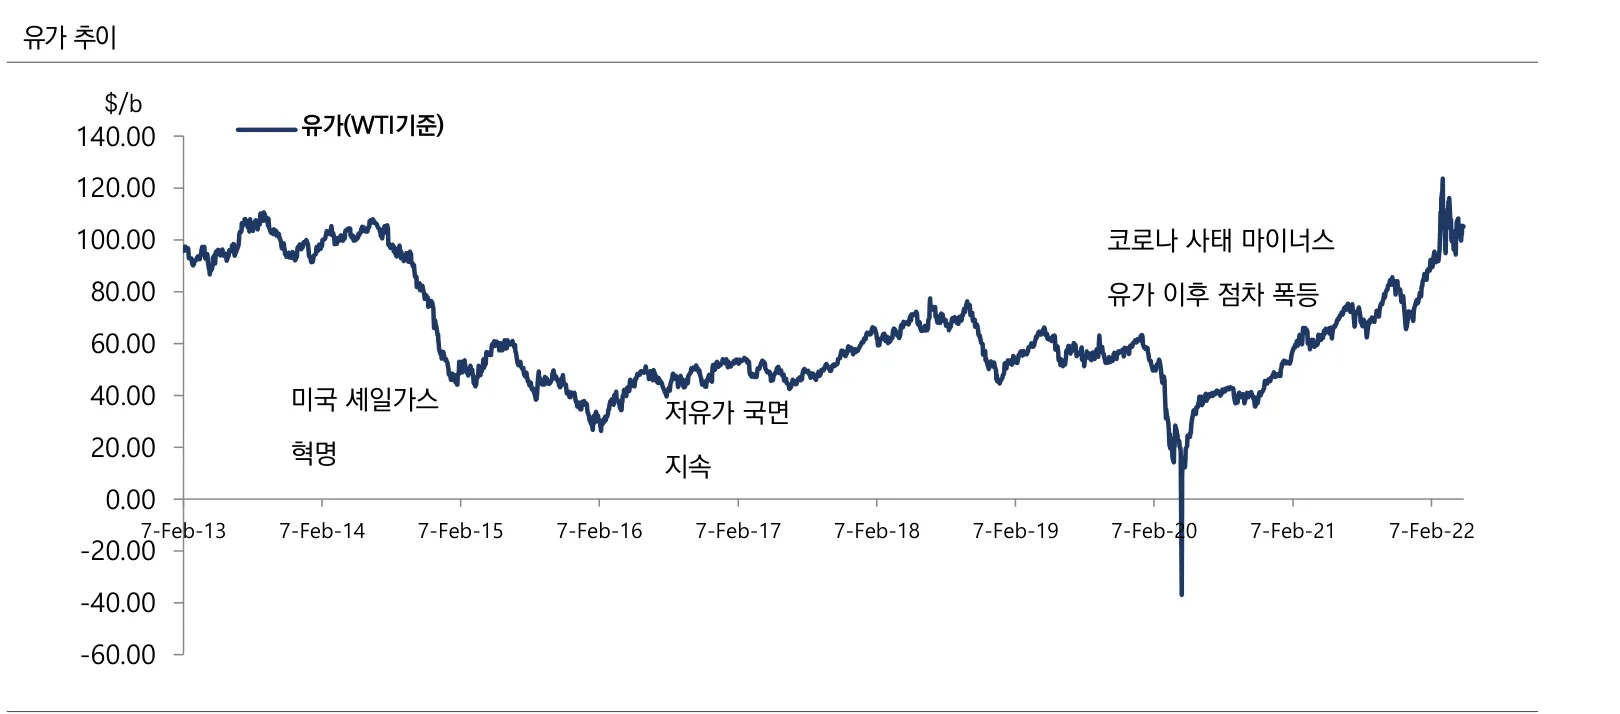 유가 추이
$/b
유가(WTI기준)
140.00
120.00
100.00
80.00
60.00
40.00
20.00
0.00
-20.00
-40.00
-60.00
코로나 사태 마이너스
유가 이후 점차 폭등
미국 셰일가스
혁명
저유가 국면
지속
7-Feb-13 7-Feb-14 7-Feb-15 7-Feb-16 7-Feb-17 7-Feb-18 7-Feb-19 7-Feb-20 7-Feb-21 7-Feb-22